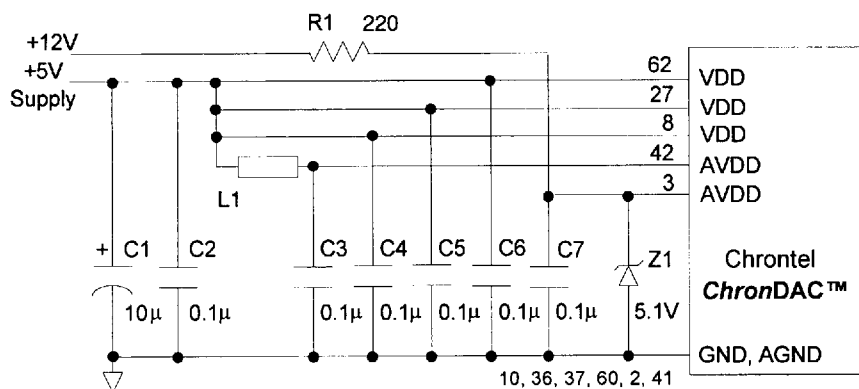 R1 220
+12V
+5V
Supply
62 VDD
27 VDD
8 VDD
42 AVDD
3 AVDD
L1
+ C1 C2 C3 C4 C5 C6 C7 Z1
10μ 0.1μ 0.1μ 0.1μ 0.1μ 0.1μ 0.1μ 5.1V
Chrontel
ChronDAC™
GND, AGND
10, 36, 37, 60, 2, 41